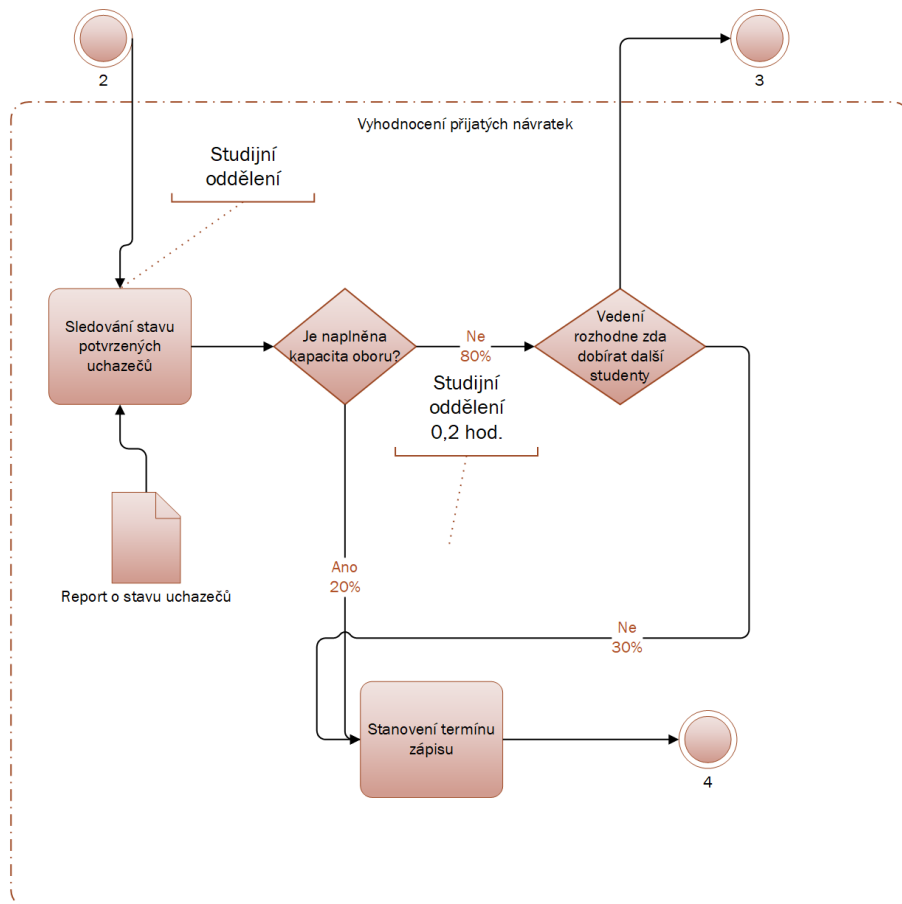 2
3
Vyhodnocení přijatých návratek
Studijní
oddělení
Sledování stavu
potvrzených
uchazečů
Je naplněna
kapacita oboru?
Ne
80%
Vedení
rozhodne zda
dobírat další
studenty
Studijní
oddělení
0,2 hod.
Report o stavu uchazečů
Ano
20%
Ne
30%
Stanovení termínu
zápisu
4